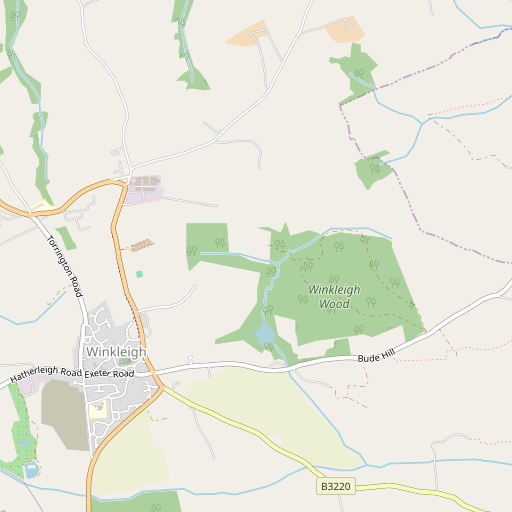 Torrington Road
Winkleigh
Wood
Winkleigh
Bude Hill
Hatherleigh Road
Exeter Road
B3220